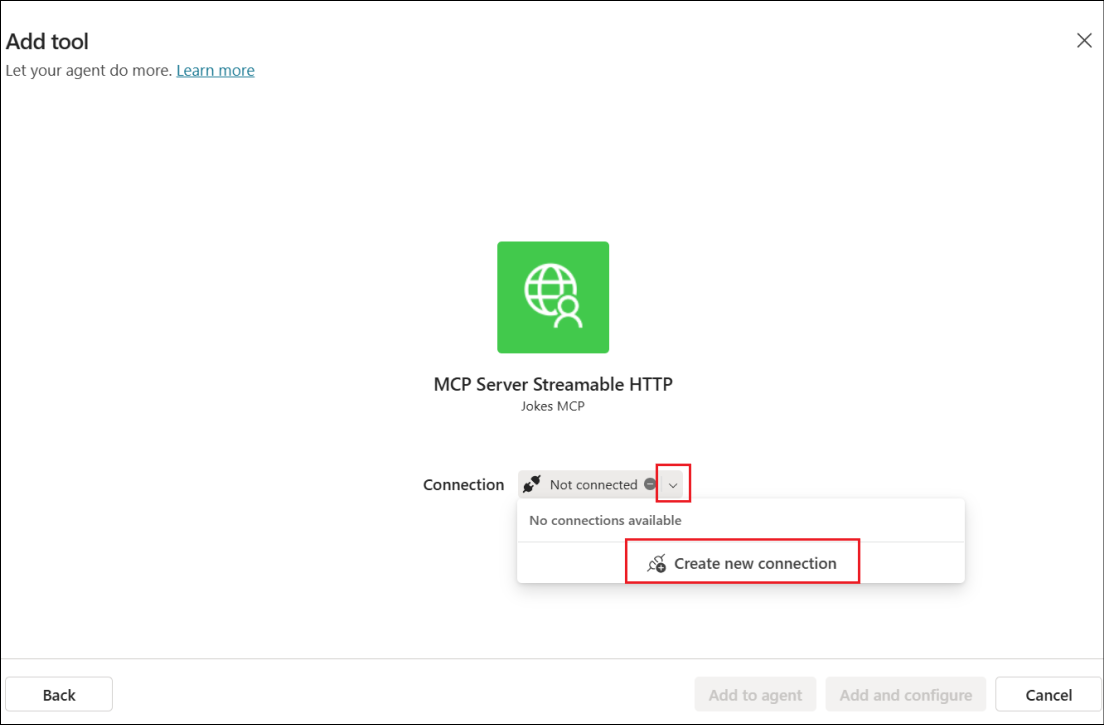 Add tool
Let your agent do more. Learn more
MCP Server Streamable HTTP
Jokes MCP
Connection Not connected
No connections available
Create new connection
Back Add to agent Add and configure Cancel